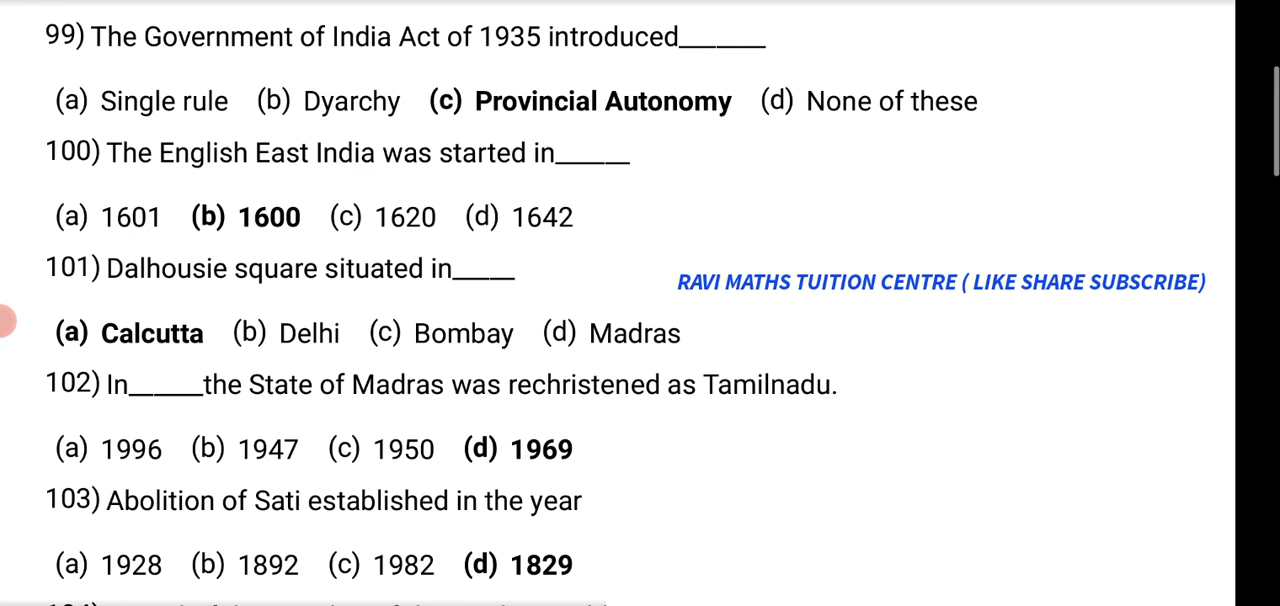 99) The Government of India Act of 1935 introduced______
(a) Single rule (b) Dyarchy (c) Provincial Autonomy (d) None of these
100) The English East India was started in_____
(a) 1601 (b) 1600 (c) 1620 (d) 1642
101) Dalhousie square situated in_____
RAVI MATHS TUITION CENTRE ( LIKE SHARE SUBSCRIBE)
(a) Calcutta (b) Delhi (c) Bombay (d) Madras
102) In_____the State of Madras was rechristened as Tamilnadu.
(a) 1996 (b) 1947 (c) 1950 (d) 1969
103) Abolition of Sati established in the year
(a) 1928 (b) 1892 (c) 1982 (d) 1829